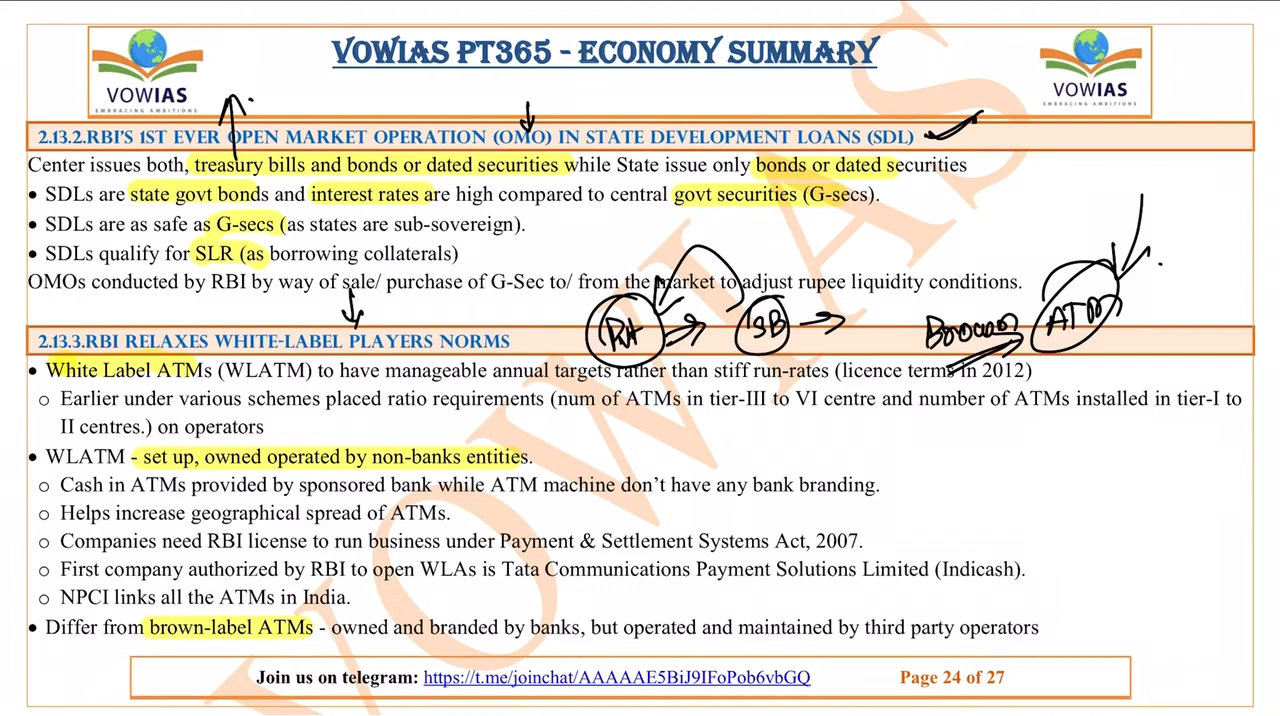 VOWIAS PT365 - ECONOMY SUMMARY
VOWIAS
EMBRACING AMBITIONS
VOWIAS
EMBRACING AMBITIONS
2.13.2.RBI'S 1ST EVER OPEN MARKET OPERATION (OMO) IN STATE DEVELOPMENT LOANS (SDL)
Center issues both, treasury bills and bonds or dated securities while State issue only bonds or dated securities
• SDLs are state govt bonds and interest rates are high compared to central govt securities (G-secs).
• SDLs are as safe as G-secs (as states are sub-sovereign).
• SDLs qualify for SLR (as borrowing collaterals)
OMOs conducted by RBI by way of sale/ purchase of G-Sec to/ from the market to adjust rupee liquidity conditions.
SB
ATM
2.13.3.RBI RELAXES WHITE-LABEL PLAYERS NORMS
• White Label ATMs (WLATM) to have manageable annual targets rather than stiff run-rates (licence terms in 2012)
o Earlier under various schemes placed ratio requirements (num of ATMs in tier-III to VI centre and number of ATMs installed in tier-I to
II centres.) on operators
• WLATM - set up, owned operated by non-banks entities.
o Cash in ATMs provided by sponsored bank while ATM machine don't have any bank branding.
o Helps increase geographical spread of ATMs.
o Companies need RBI license to run business under Payment & Settlement Systems Act, 2007.
o First company authorized by RBI to open WLAs is Tata Communications Payment Solutions Limited (Indicash).
o NPCI links all the ATMs in India.
• Differ from brown-label ATMs - owned and branded by banks, but operated and maintained by third party operators
VOWIAS
Join us on telegram: https://t.me/joinchat/AAAAAE5BiJ9IFoPob6vbGQ Page 24 of 27